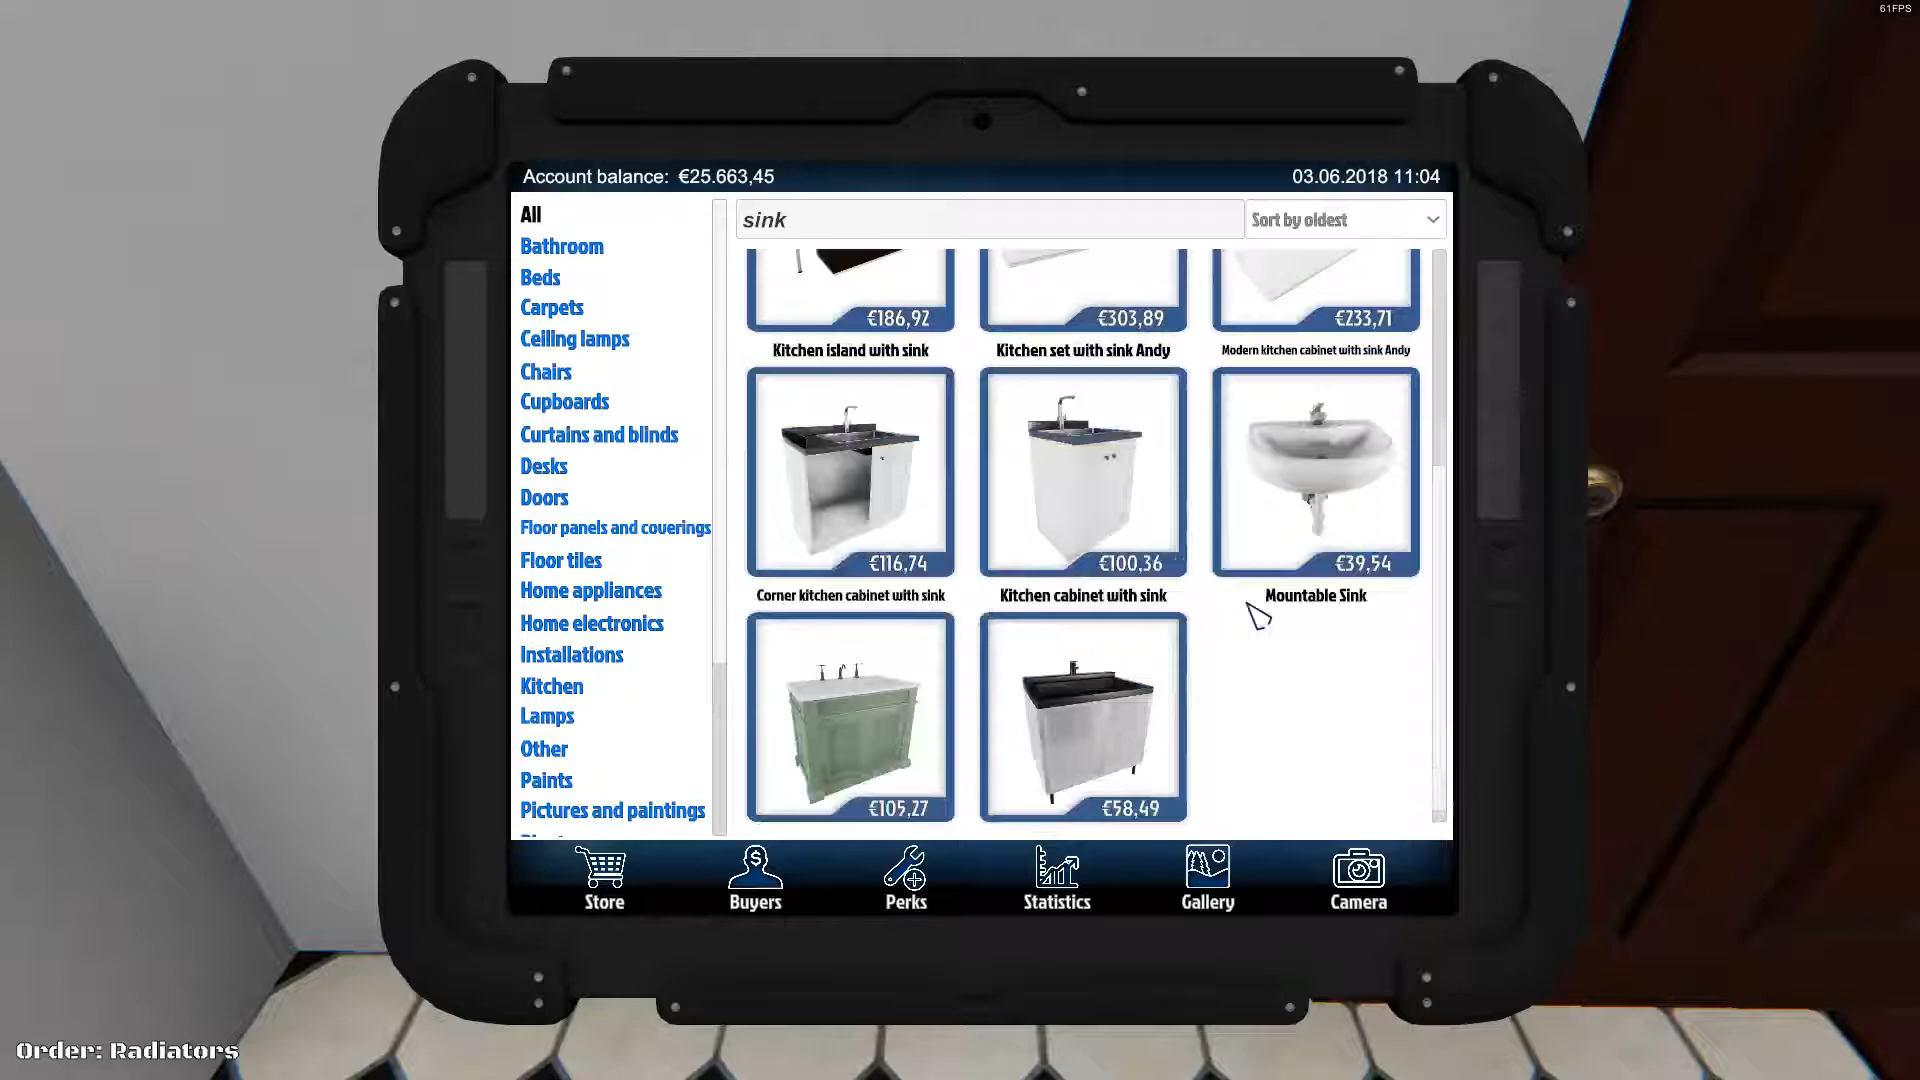 61FPS
Account balance: €25.663,45
03.06.2018 11:04
All
Bathroom
Beds
Carpets
Ceiling lamps
Chairs
Cupboards
Curtains and blinds
Desks
Doors
Floor panels and coverings
Floor tiles
Home appliances
Home electronics
Installations
Kitchen
Lamps
Other
Paints
Pictures and paintings
sink
Sort by oldest
€186,92
€303,89
€233,71
Kitchen island with sink
Kitchen set with sink Andy
Modern kitchen cabinet with sink Andy
€116,74
€100,36
€39,54
Corner kitchen cabinet with sink
Kitchen cabinet with sink
Mountable Sink
€105,27
€58,49
Store
Buyers
Perks
Statistics
Gallery
Camera
Order: Radiators